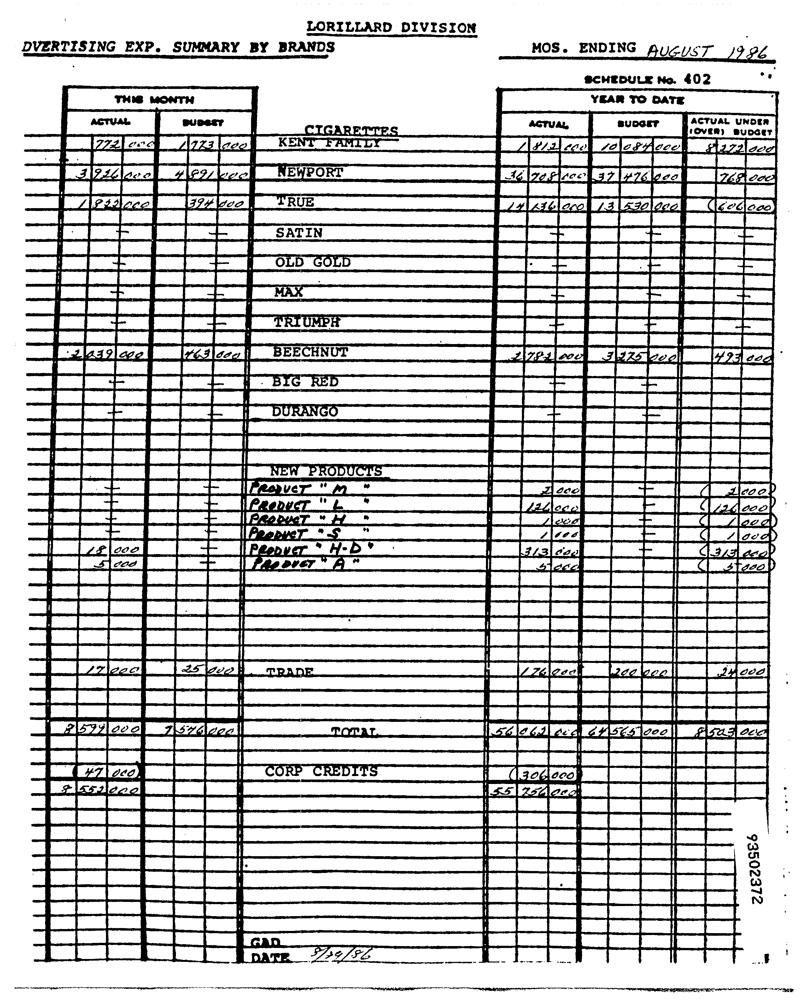 LORILLARD DIVISION
DVERTISING EXP. SUMMARY BY BRANDS MOS. ENDING AUGUST 1986
SCHEDULE No. 402
THIS MONTH YEAR TO DATE
ACTUAL BUDGET CIGARETTES ACTUAL BUDGET ACTUAL UNDER (OVER) BUDGET
772 000 1 773 000 KENT FAMILY 1 812 000 10 084 000 8 272 000
3 926 000 4 891 000 NEWPORT 36 708 000 37 476 000 768 000
1 822 000 394 000 TRUE 14 136 000 13 530 000 (606 000)
— — SATIN — — —
— — OLD GOLD — — —
— — MAX — — —
— — TRIUMPH — — —
2 039 000 463 000 BEECHNUT 2 782 000 3 275 000 493 000
— — BIG RED — — —
— — DURANGO — — —
NEW PRODUCTS
— — PRODUCT "M" 2 000 — (2 000)
— — PRODUCT "L" 126 000 — (126 000)
— — PRODUCT "H" 1 000 — (1 000)
— — PRODUCT "S" 1 000 — (1 000)
18 000 — PRODUCT "H-D" 313 000 — (313 000)
5 000 — PRODUCT "A" 5 000 — (5 000)
17 000 25 000 TRADE 176 000 200 000 24 000
8 599 000 7 546 000 TOTAL 56 062 000 64 565 000 8 503 000
(47 000) CORP CREDITS (306 000)
8 552 000 55 756 000
93502372
GAD
DATE 8/29/86